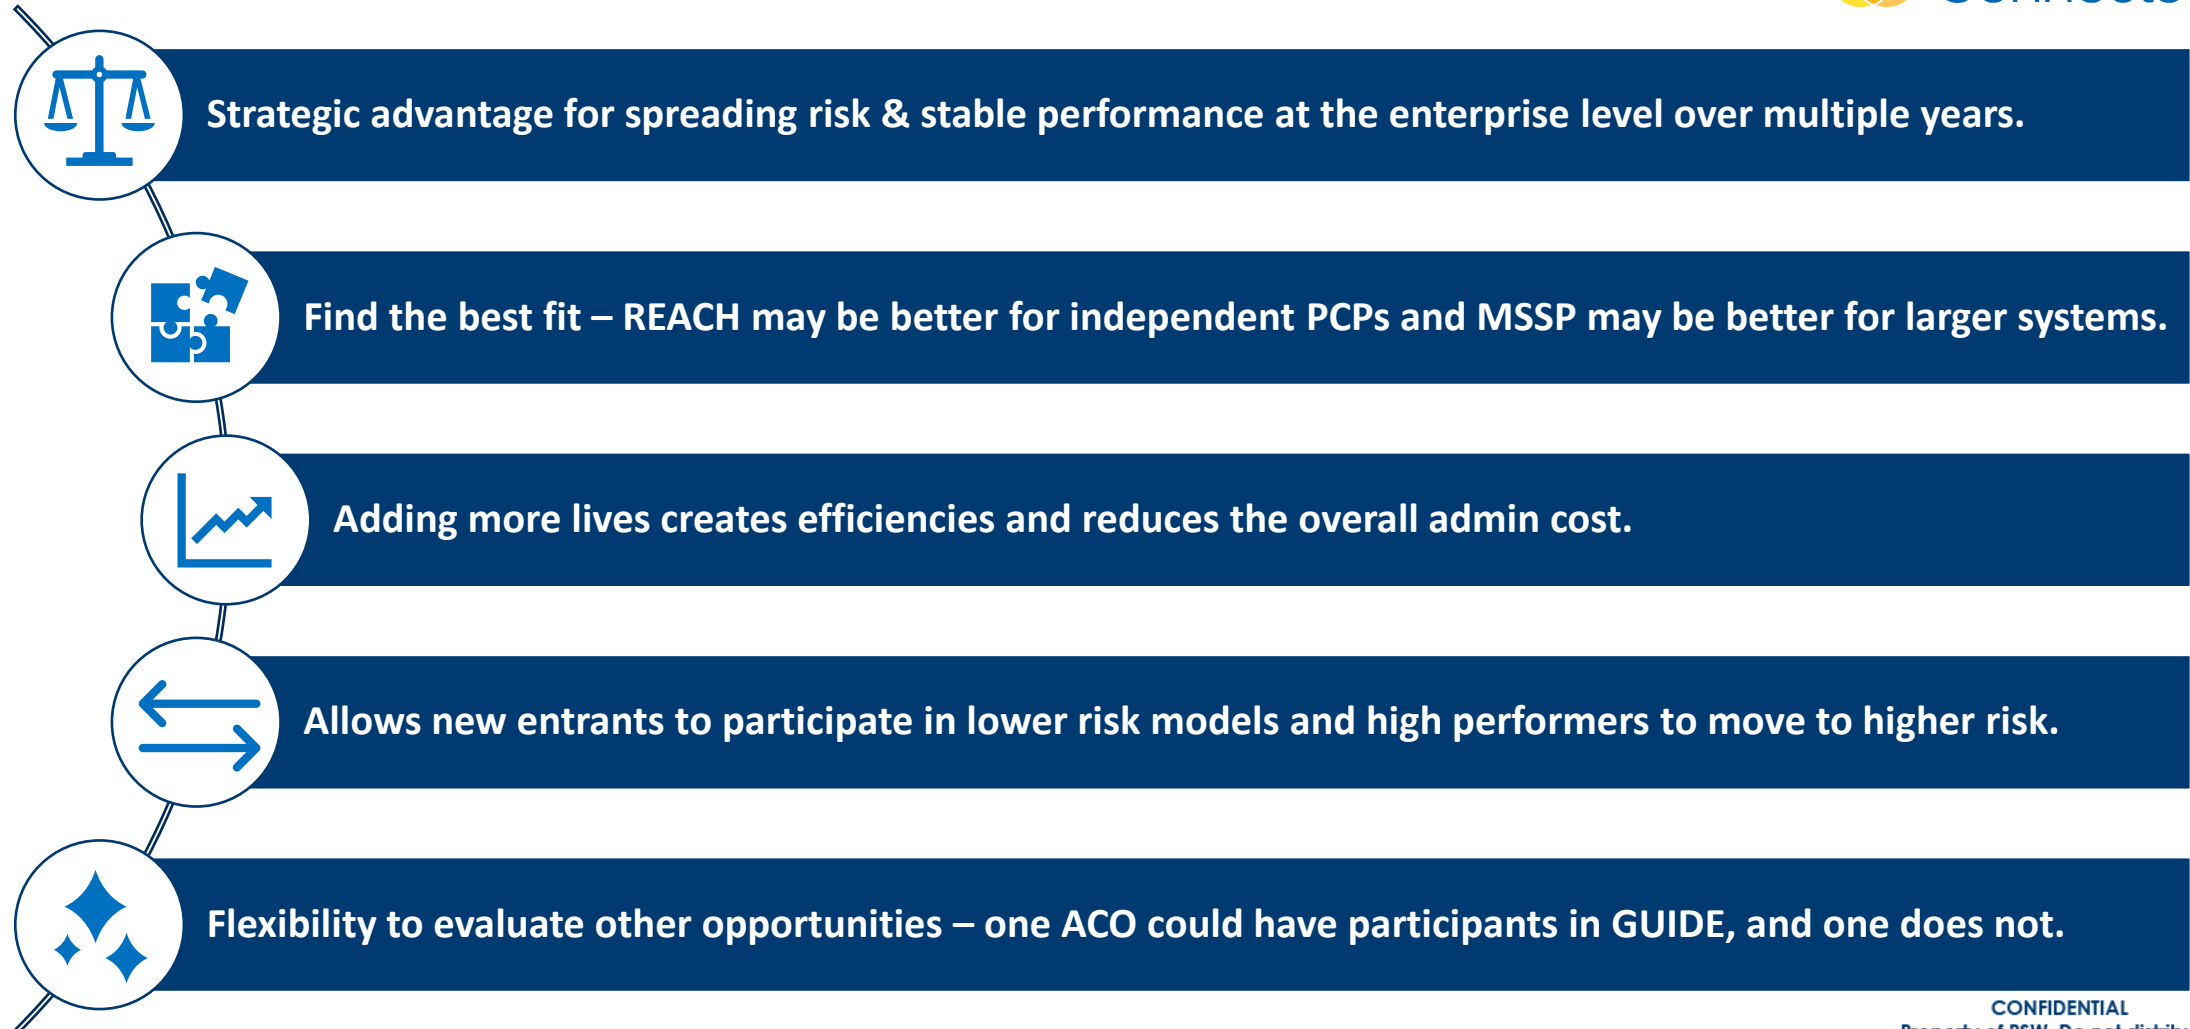 Strategic advantage for spreading risk & stable performance at the enterprise level over multiple years.
Find the best fit – REACH may be better for independent PCPs and MSSP may be better for larger systems.
Adding more lives creates efficiencies and reduces the overall admin cost.
Allows new entrants to participate in lower risk models and high performers to move to higher risk.
Flexibility to evaluate other opportunities – one ACO could have participants in GUIDE, and one does not.
CONFIDENTIAL